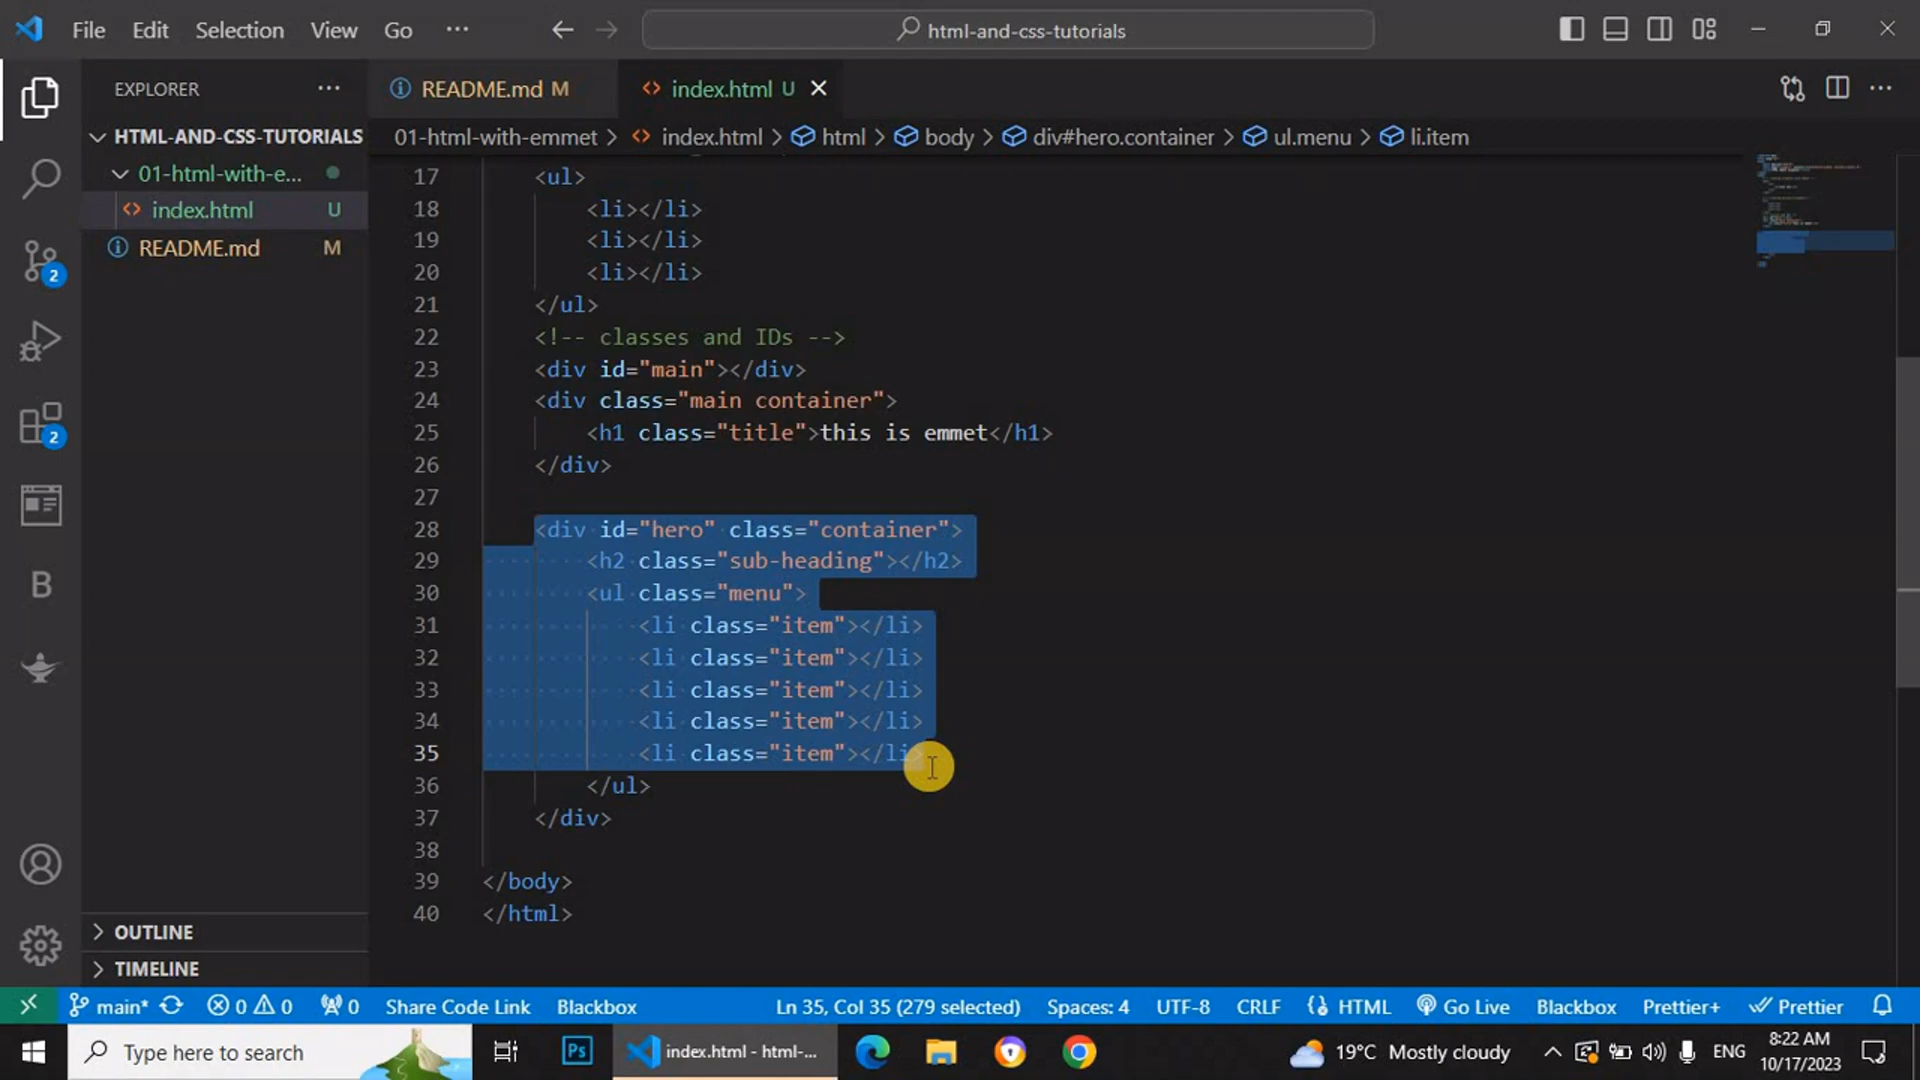 File Edit Selection View Go ··· html-and-css-tutorials
EXPLORER ···
README.md M index.html U
HTML-AND-CSS-TUTORIALS
01-html-with-emmet > index.html > html > body > div#hero.container > ul.menu > li.item
01-html-with-e...
index.html U
README.md M
17 <ul>
18 <li></li>
19 <li></li>
20 <li></li>
21 </ul>
22 <!-- classes and IDs -->
23 <div id="main"></div>
24 <div class="main container">
25 <h1 class="title">this is emmet</h1>
26 </div>
27
28 <div id="hero" class="container">
29 <h2 class="sub-heading"></h2>
30 <ul class="menu">
31 <li class="item"></li>
32 <li class="item"></li>
33 <li class="item"></li>
34 <li class="item"></li>
35 <li class="item"></li>
36 </ul>
37 </div>
38
39 </body>
40 </html>
2
2
B
OUTLINE
TIMELINE
main* 0 0 0 Share Code Link Blackbox Ln 35, Col 35 (279 selected) Spaces: 4 UTF-8 CRLF HTML Go Live Blackbox Prettier+ Prettier
Type here to search Ps index.html - html-... 19°C Mostly cloudy ENG 8:22 AM
10/17/2023